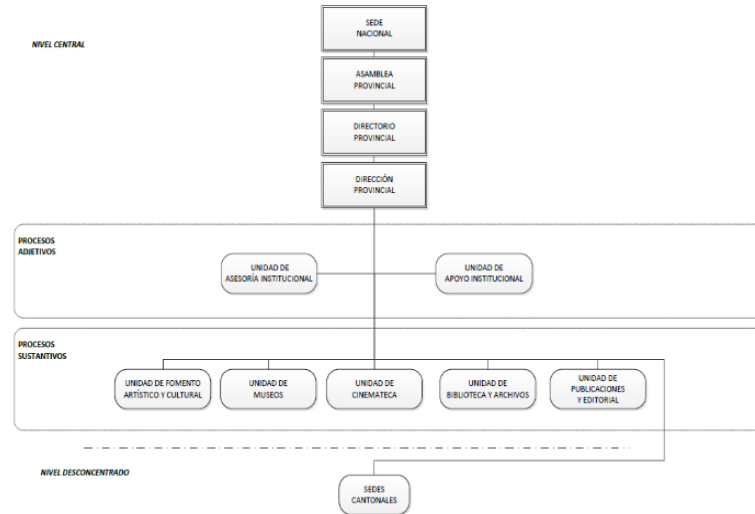 SEDE
NACIONAL
NIVEL CENTRAL
ASAMBLEA
PROVINCIAL
DIRECTORIO
PROVINCIAL
DIRECCIÓN
PROVINCIAL
PROCESOS
ADJETIVOS
UNIDAD DE
ASESORÍA INSTITUCIONAL
UNIDAD DE
APOYO INSTITUCIONAL
PROCESOS
SUSTANTIVOS
UNIDAD DE FOMENTO
ARTÍSTICO Y CULTURAL
UNIDAD DE
MUSEOS
UNIDAD DE
CINEMATECA
UNIDAD DE
BIBLIOTECA Y ARCHIVOS
UNIDAD DE
PUBLICACIONES
Y EDITORIAL
NIVEL DESCONCENTRADO
SEDES
CANTONALES